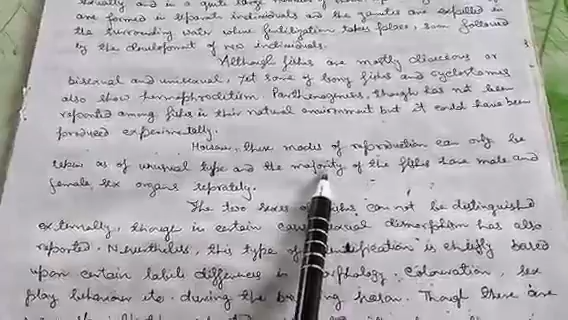 sexually and in a quite large number of
are formed in separate individuals and the gametes are expelled in
the surrounding water where fertilization takes place, soon followed
by the development of new individuals.
Although fishes are mostly dioecious or
bisexual and unisexual, yet some of bony fishes and cyclostomes
also show hermaphroditism. Parthenogenesis, though has not been
reported among fishes in their natural environment but it could have been
produced experimentally.
However, these modes of reproduction can only be
taken as of unusual type and the majority of the fishes have male and
female sex organs separately.
The two sexes of fishes can not be distinguished
externally, though in certain cases sexual dismorphism has also
reported. Nevertheless, this type of identification is chiefly based
upon certain labile differences in morphology, Colouration, sex
play behaviour etc. during the breeding season. Though there are